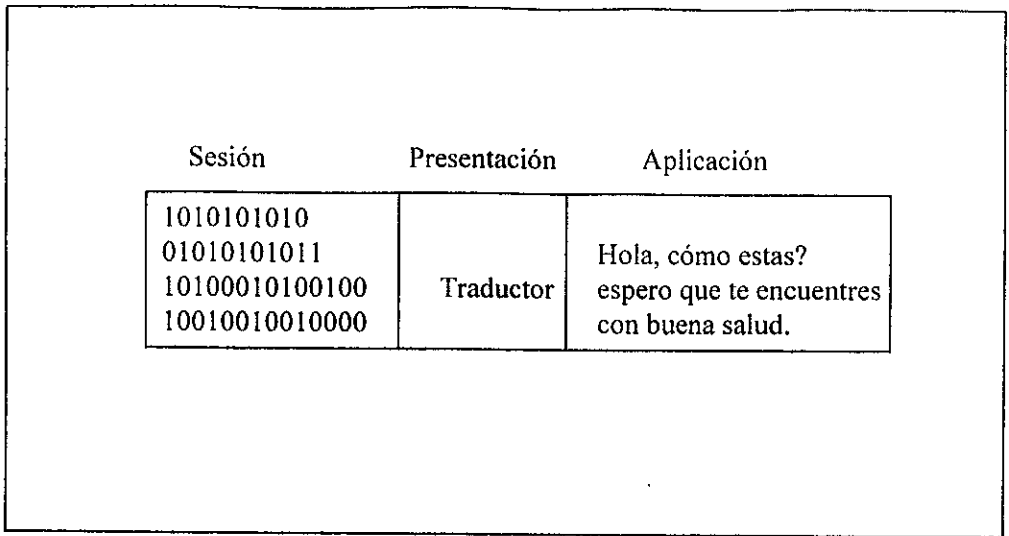 Sesión Presentación Aplicación
1010101010
01010101011
10100010100100
10010010010000
Traductor
Hola, cómo estas?
espero que te encuentres
con buena salud.